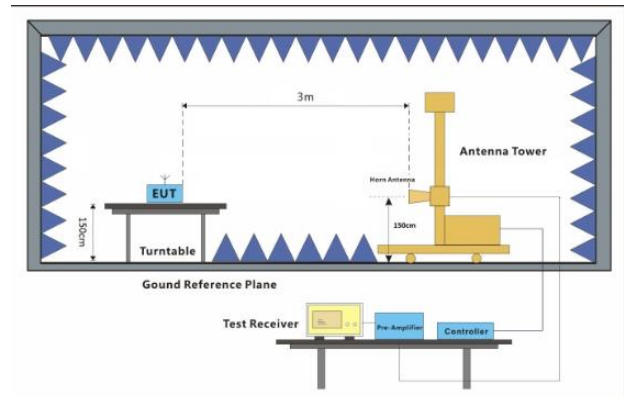 3m
Antenna Tower
Horn Antenna
EUT
150cm
150cm
Turntable
Gound Reference Plane
Test Receiver
Pre-Amplifier
Controller